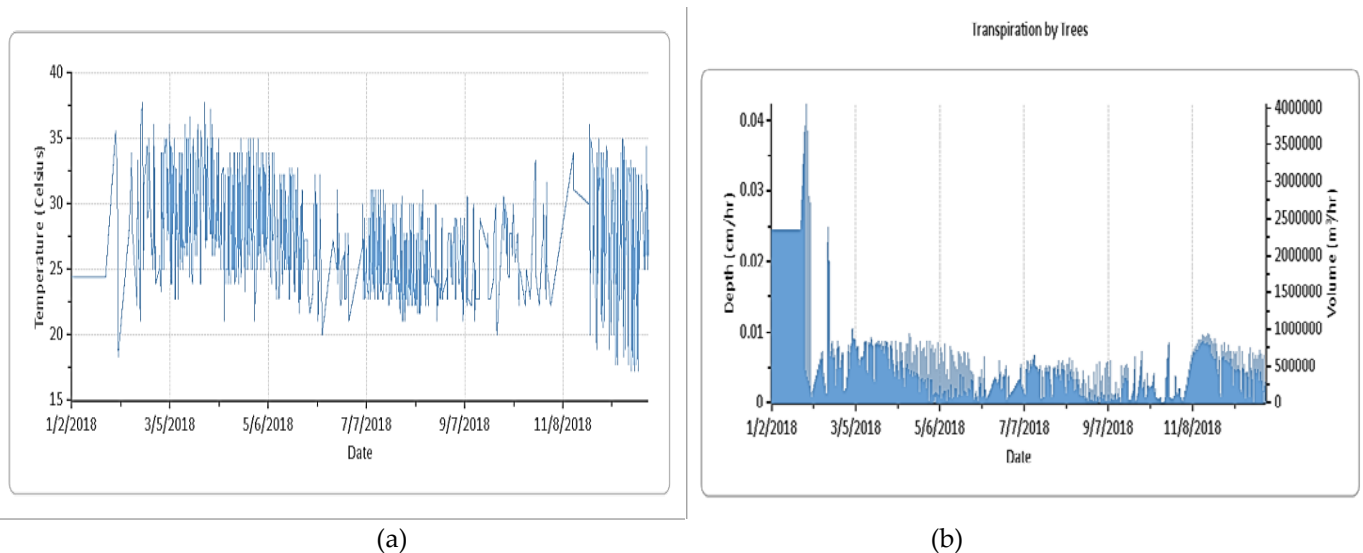 40
35
30
25
20
15
Temperature (Celsius)
1/2/2018 3/5/2018 5/6/2018 7/7/2018 9/7/2018 11/8/2018
Date
(a)
Transpiration by Trees
0.04
0.03
0.02
0.01
0
Depth (cm/hr)
4000000
3500000
3000000
2500000
2000000
1500000
1000000
500000
0
Volume (m³/hr)
1/2/2018 3/5/2018 5/6/2018 7/7/2018 9/7/2018 11/8/2018
Date
(b)